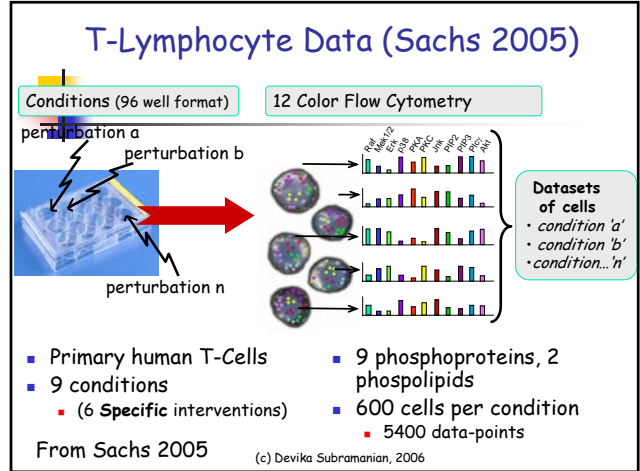 T-Lymphocyte Data (Sachs 2005)
Conditions (96 well format)
12 Color Flow Cytometry
perturbation a
perturbation b
perturbation n
Raf
Mek1/2
Erk
p38
PKA
PKC
Jnk
PIP2
PIP3
Plcγ
Akt
Datasets
of cells
• condition 'a'
• condition 'b'
•condition...'n'
Primary human T-Cells
9 conditions
(6 Specific interventions)
9 phosphoproteins, 2
phospolipids
600 cells per condition
5400 data-points
From Sachs 2005
(c) Devika Subramanian, 2006